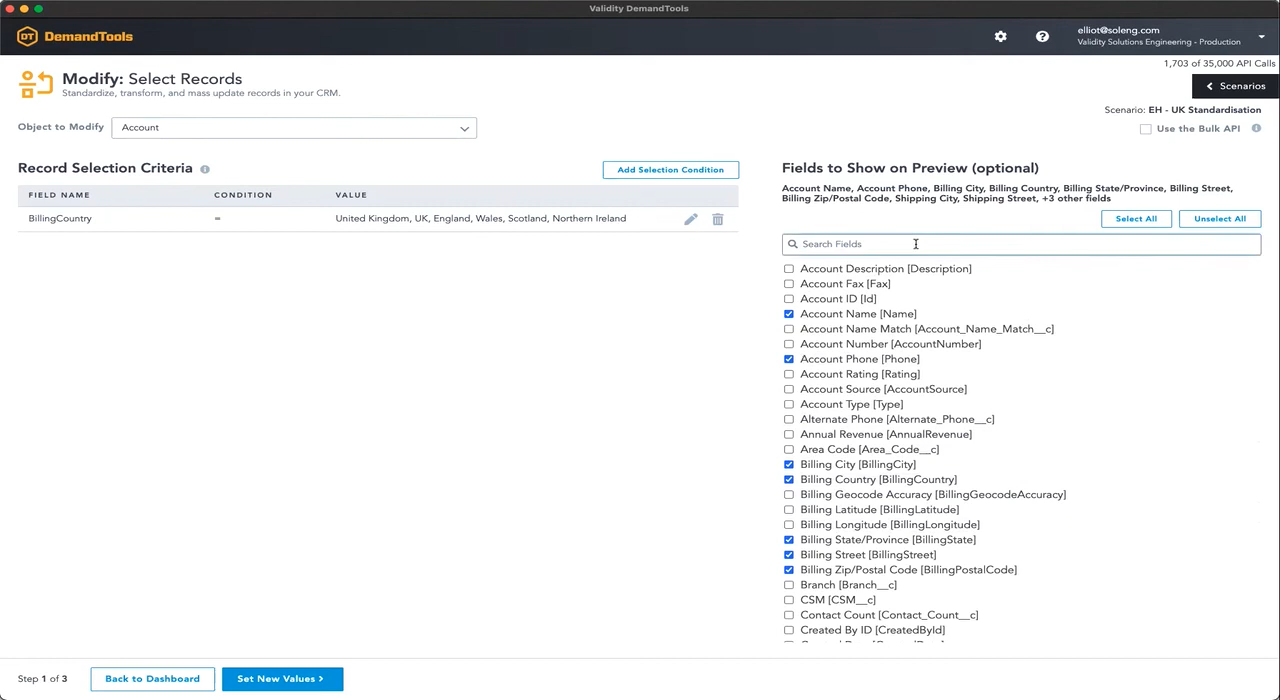 Validity DemandTools
DT DemandTools
elliot@soleng.com
Validity Solutions Engineering - Production
1,703 of 35,000 API Calls
Modify: Select Records
Standardize, transform, and mass update records in your CRM.
Scenarios
Scenario: EH - UK Standardisation
Object to Modify
Account
Use the Bulk API
Record Selection Criteria
Add Selection Condition
FIELD NAME CONDITION VALUE
BillingCountry = United Kingdom, UK, England, Wales, Scotland, Northern Ireland
Fields to Show on Preview (optional)
Account Name, Account Phone, Billing City, Billing Country, Billing State/Province, Billing Street,
Billing Zip/Postal Code, Shipping City, Shipping Street, +3 other fields
Select All
Unselect All
Search Fields
Account Description [Description]
Account Fax [Fax]
Account ID [Id]
Account Name [Name]
Account Name Match [Account_Name_Match__c]
Account Number [AccountNumber]
Account Phone [Phone]
Account Rating [Rating]
Account Source [AccountSource]
Account Type [Type]
Alternate Phone [Alternate_Phone__c]
Annual Revenue [AnnualRevenue]
Area Code [Area_Code__c]
Billing City [BillingCity]
Billing Country [BillingCountry]
Billing Geocode Accuracy [BillingGeocodeAccuracy]
Billing Latitude [BillingLatitude]
Billing Longitude [BillingLongitude]
Billing State/Province [BillingState]
Billing Street [BillingStreet]
Billing Zip/Postal Code [BillingPostalCode]
Branch [Branch__c]
CSM [CSM__c]
Contact Count [Contact_Count__c]
Created By ID [CreatedById]
Step 1 of 3
Back to Dashboard
Set New Values >